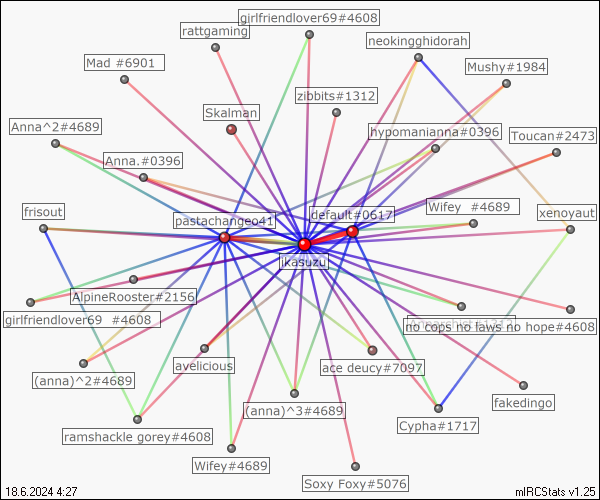 girlfriendlover69#4608
rattgaming
neokingghidorah
Mad #6901
Mushy#1984
zibbits#1312
Skalman
Anna^2#4689
hypomanianna#0396
Toucan#2473
Anna.#0396
frisout
pastachangeo41
default#0617
Wifey  #4689
xenoyaut
jkasuzu
AlpineRooster#2156
girlfriendlover69  #4608
no cops no laws no hope#4608
avelicious
ace deucy#7097
(anna)^2#4689
fakedingo
(anna)^3#4689
Cypha#1717
ramshackle gorey#4608
Wifey#4689
Soxy Foxy#5076
18.6.2024 4:27
mIRCStats v1.25